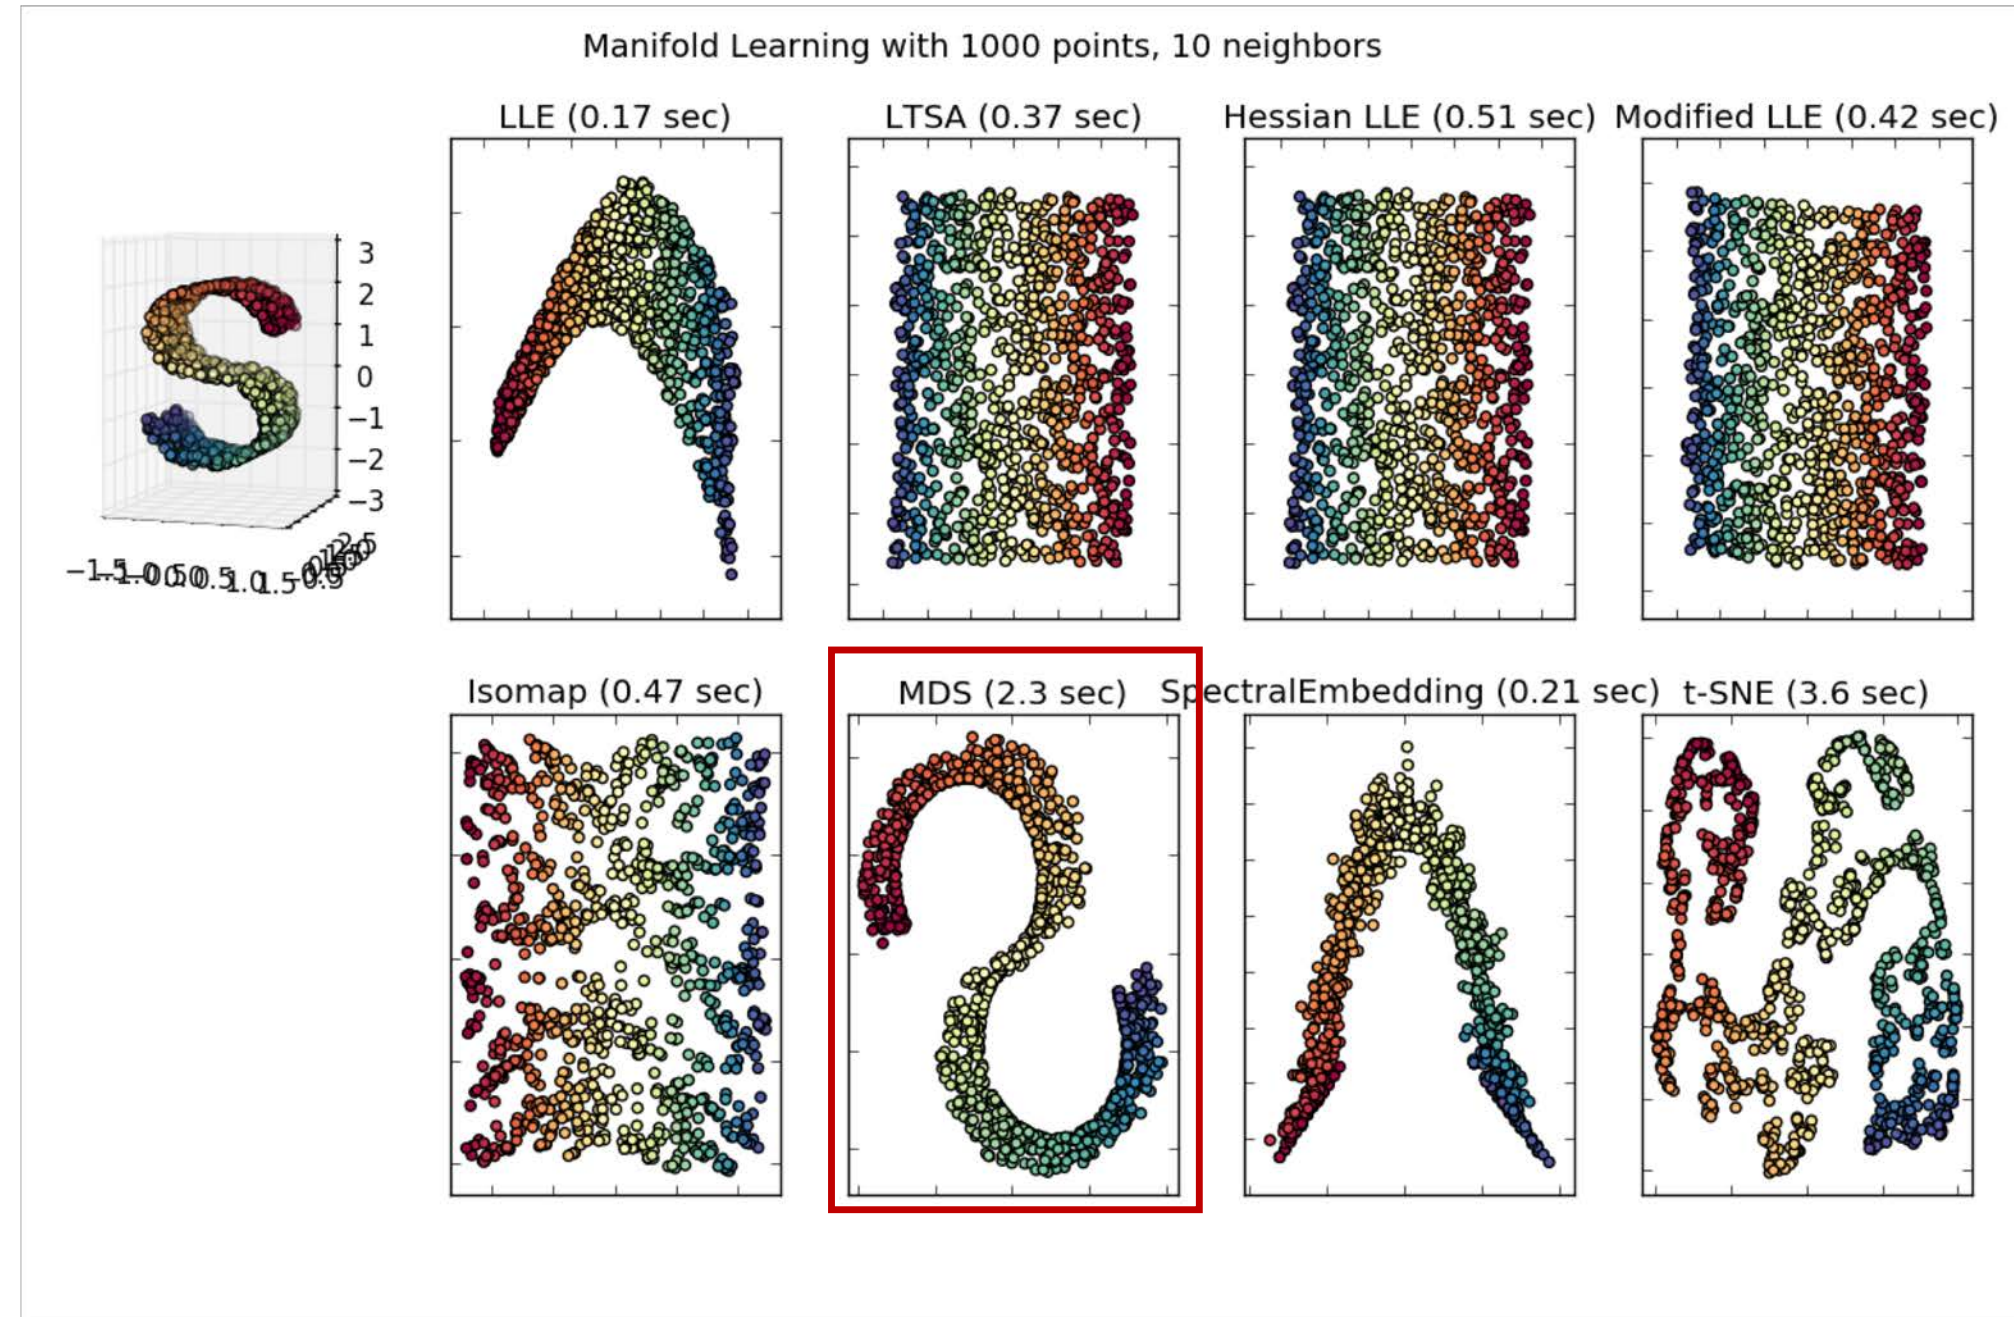 Manifold Learning with 1000 points, 10 neighbors
LLE (0.17 sec)
LTSA (0.37 sec)
Hessian LLE (0.51 sec)
Modified LLE (0.42 sec)
3
2
1
0
−1
−2
−3
Isomap (0.47 sec)
MDS (2.3 sec)
SpectralEmbedding (0.21 sec)
t-SNE (3.6 sec)